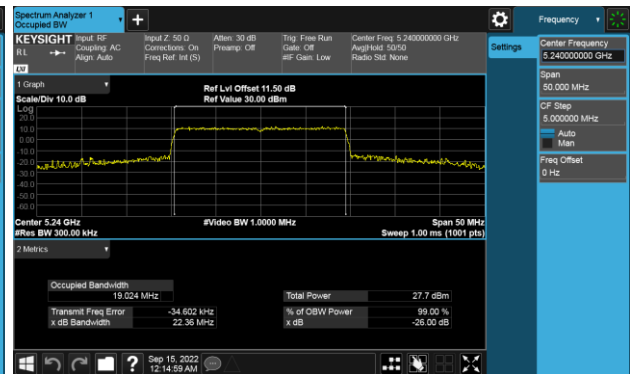 Spectrum Analyzer 1
Occupied BW
+
Frequency
KEYSIGHT
RL
LXI
Input: RF
Coupling: AC
Align: Auto
Input Z: 50 Ω
Corrections: On
Freq Ref: Int (S)
Atten: 30 dB
Preamp: Off
Trig: Free Run
Gate: Off
#IF Gain: Low
Center Freq: 5.240000000 GHz
Avg|Hold: 50/50
Radio Std: None
Settings
Center Frequency
5.240000000 GHz
Span
50.000 MHz
CF Step
5.000000 MHz
Auto
Man
Freq Offset
0 Hz
1 Graph
Scale/Div 10.0 dB
Ref Lvl Offset 11.50 dB
Ref Value 30.00 dBm
Log
20.0
10.0
0.00
-10.0
-20.0
-30.0
-40.0
-50.0
-60.0
Center 5.24 GHz
#Res BW 300.00 kHz
#Video BW 1.0000 MHz
Span 50 MHz
Sweep 1.00 ms (1001 pts)
2 Metrics
Occupied Bandwidth
19.024 MHz
Total Power 27.7 dBm
Transmit Freq Error -34.602 kHz
% of OBW Power 99.00 %
x dB Bandwidth 22.36 MHz
x dB -26.00 dB
?
Sep 15, 2022
12:14:59 AM